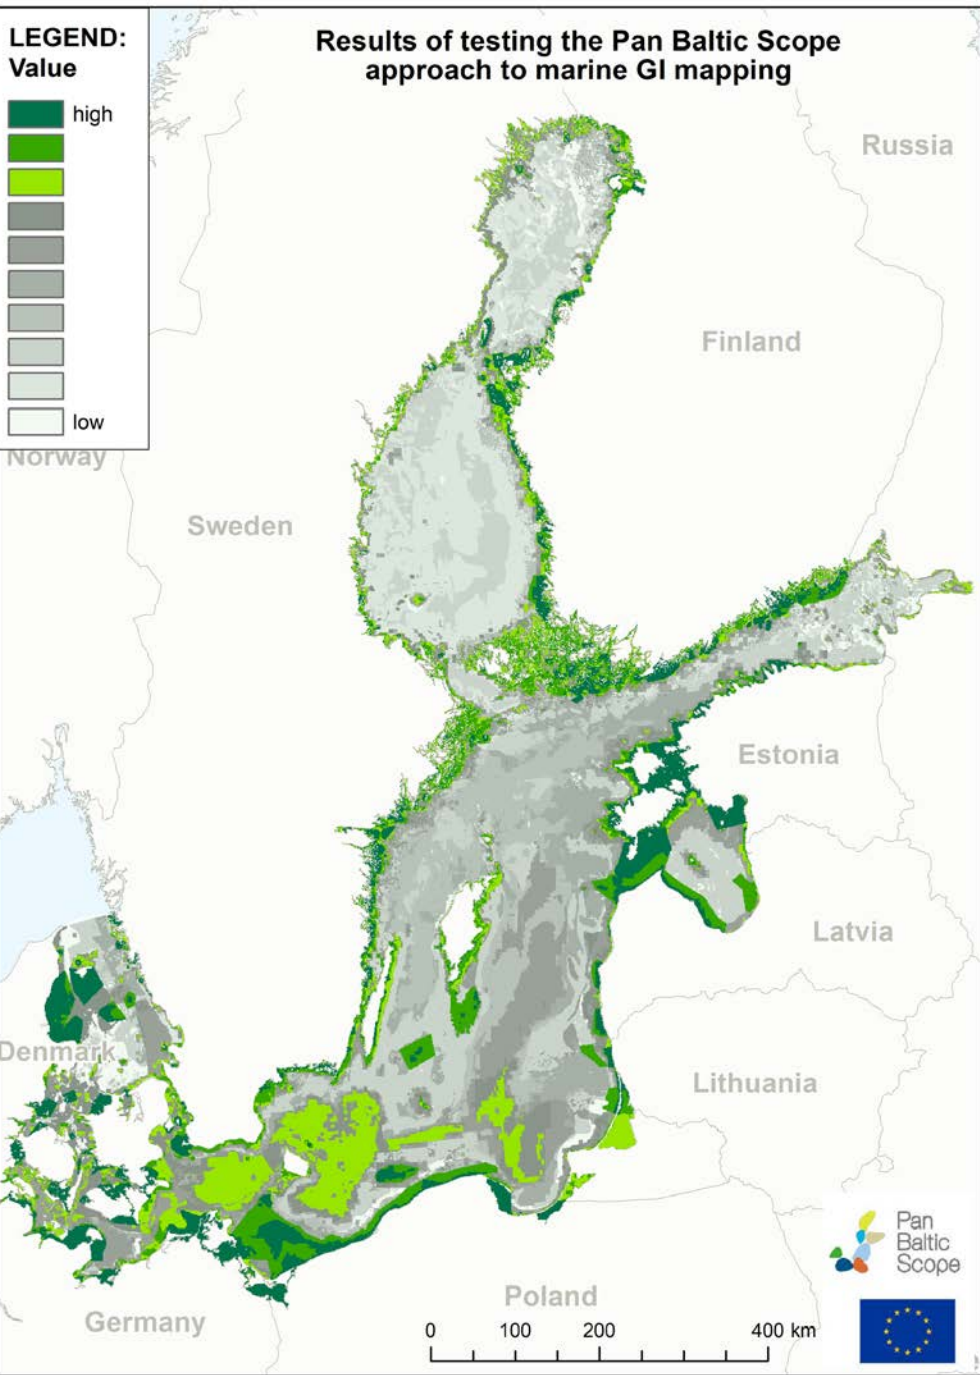 LEGEND:
Value
high
low
Results of testing the Pan Baltic Scope
approach to marine GI mapping
Russia
Finland
Norway
Sweden
Estonia
Latvia
Denmark
Lithuania
Germany
Poland
Pan
Baltic
Scope
0 100 200 400 km